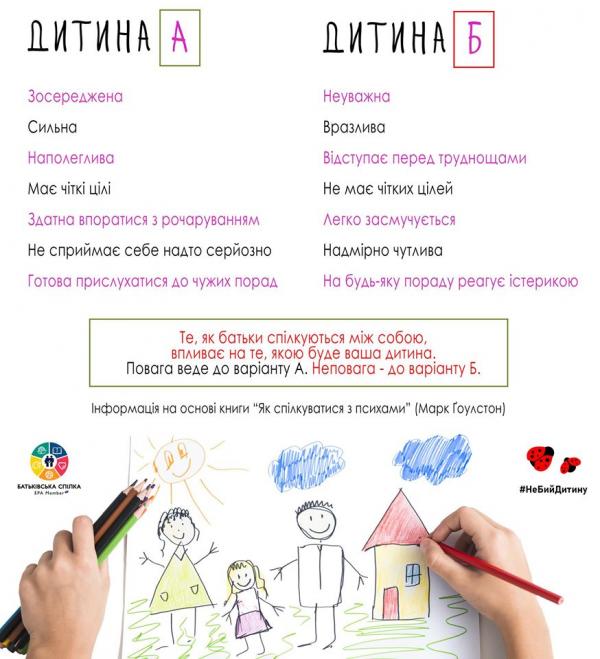 ДИТИНА А
Зосереджена
Сильна
Наполеглива
Має чіткі цілі
Здатна впоратися з рочаруванням
Не сприймає себе надто серйозно
Готова прислухатися до чужих порад
ДИТИНА Б
Неуважна
Вразлива
Відступає перед труднощами
Не має чітких цілей
Легко засмучується
Надмірно чутлива
На будь-яку пораду реагує істерикою
Те, як батьки спілкуються між собою,
впливає на те, якою буде ваша дитина.
Повага веде до варіанту А. Неповага - до варіанту Б.
Інформація на основі книги “Як спілкуватися з психами” (Марк Ґоулстон)
БАТЬКІВСЬКА СПІЛКА
EPA Member
#НеБийДитину